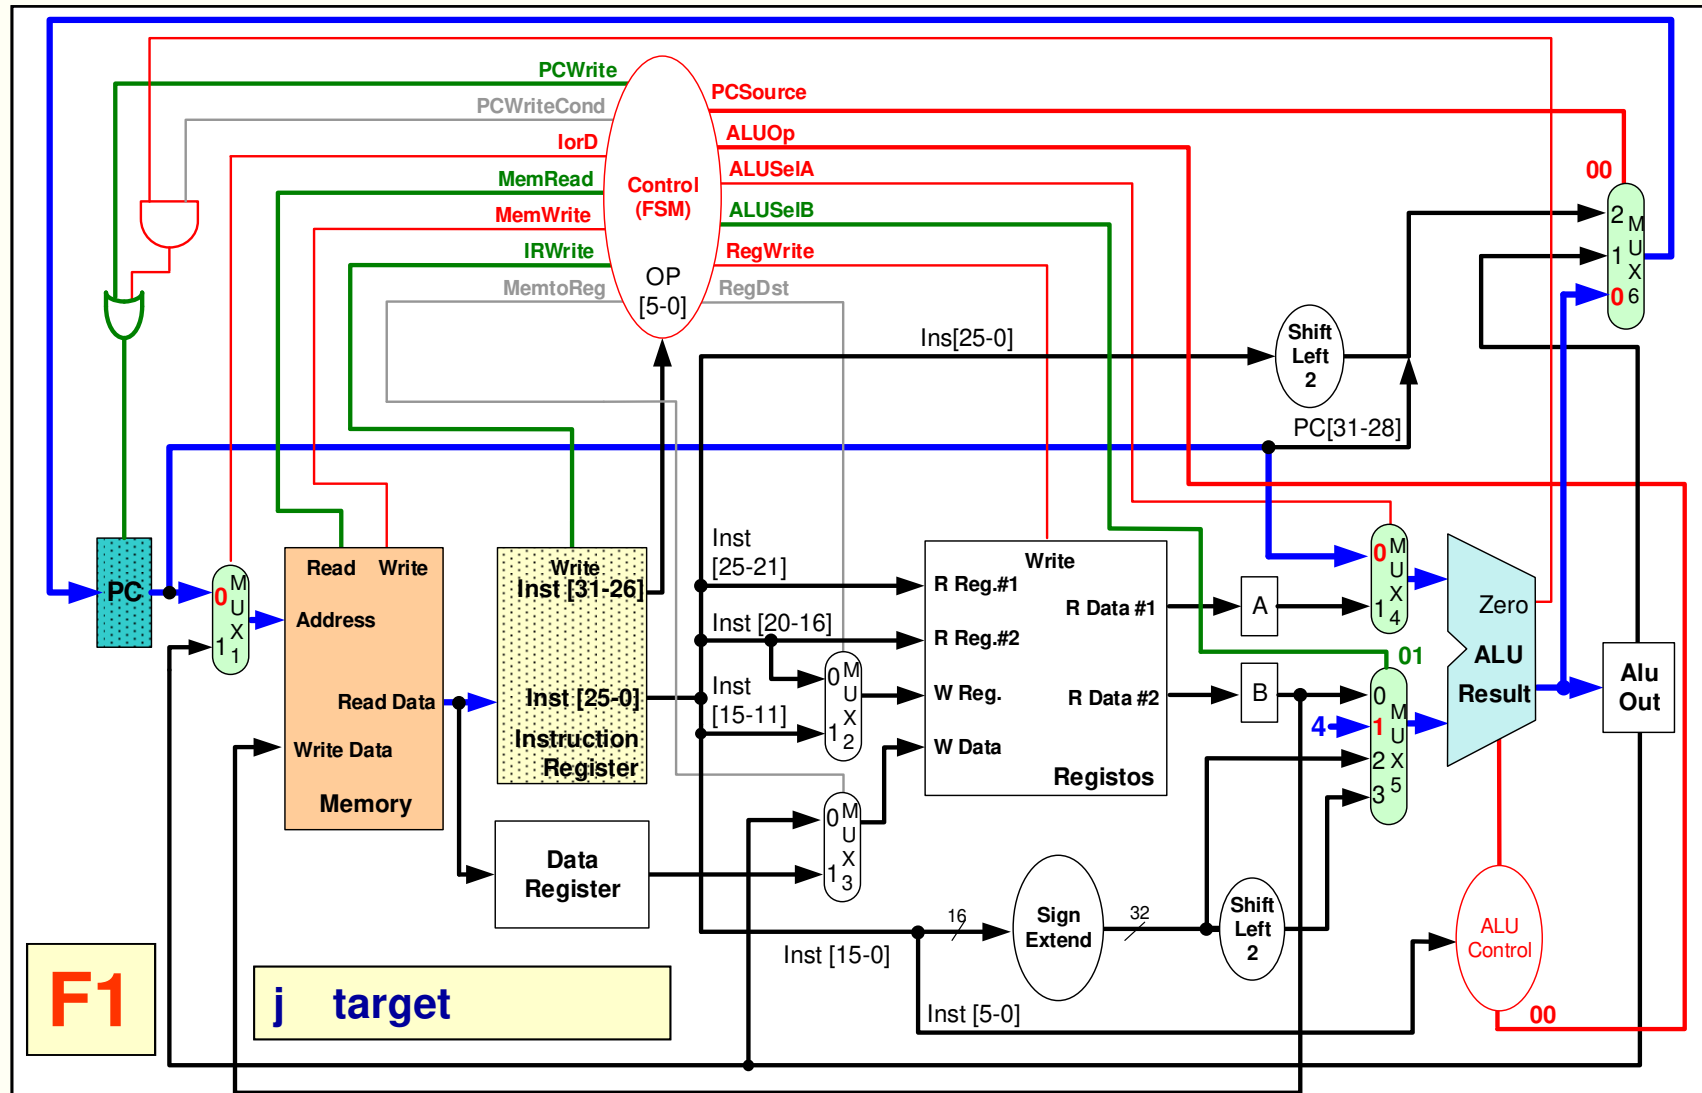 PCWrite
PCWriteCond
IorD
MemRead
MemWrite
IRWrite
MemtoReg
Control
(FSM)
OP
[5-0]
PCSource
ALUOp
ALUSelA
ALUSelB
RegWrite
RegDst
00
2
1
0
M
U
X
6
Ins[25-0]
Shift
Left
2
PC[31-28]
PC
0
1
M
U
X
1
Read Write
Address
Read Data
Write Data
Memory
Write
Inst [31-26]
Inst [25-0]
Instruction
Register
Data
Register
Inst
[25-21]
Inst [20-16]
Inst
[15-11]
0
1
M
U
X
2
0
1
M
U
X
3
Write
R Reg.#1
R Reg.#2
W Reg.
W Data
R Data #1
R Data #2
Registos
A
B
0
1
M
U
X
4
01
0
4
1
2
3
M
U
X
5
Zero
ALU
Result
Alu
Out
Inst [15-0]
16
Sign
Extend
32
Shift
Left
2
ALU
Control
00
Inst [5-0]
F1
j target